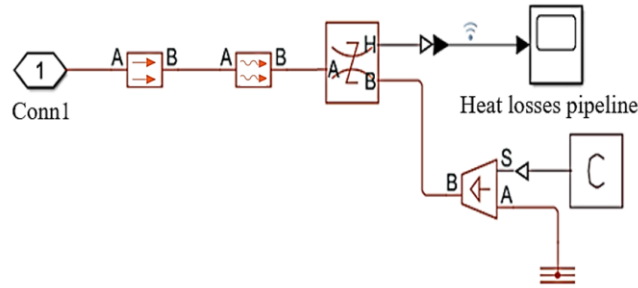 1
Conn1
A B
A B
A H B
Heat losses pipeline
B S A
C